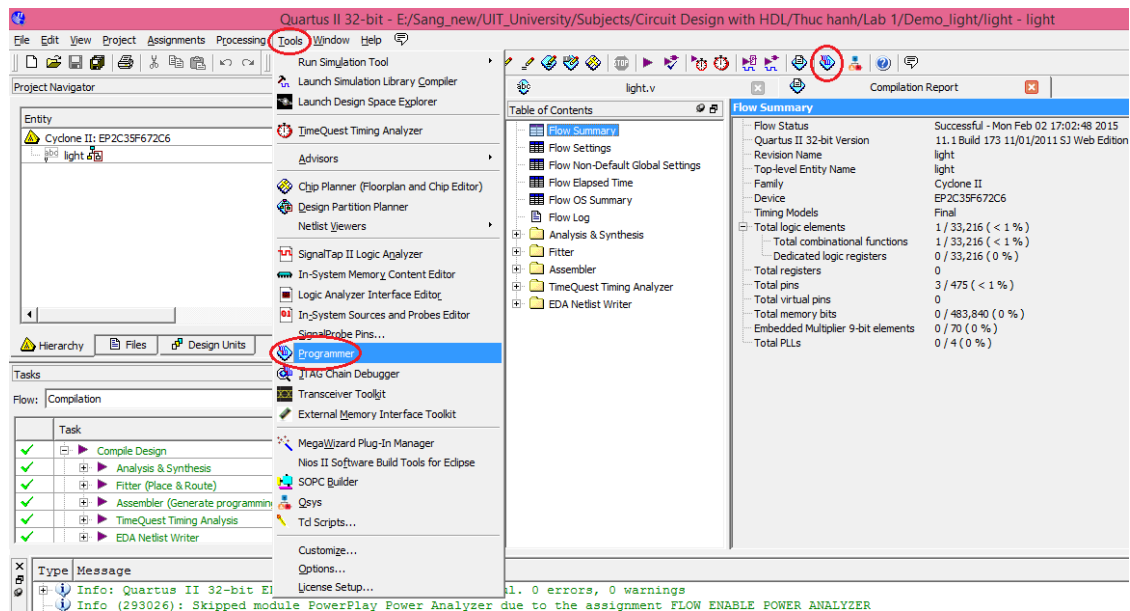 Quartus II 32-bit - E:/Sang_new/UIT_University/Subjects/Circuit Design with HDL/Thuc hanh/Lab 1/Demo_light/light - light
File Edit View Project Assignments Processing Tools Window Help
Project Navigator
Entity
Cyclone II: EP2C35F672C6
light
Hierarchy Files Design Units
Tasks
Flow: Compilation
Task
Compile Design
Analysis & Synthesis
Fitter (Place & Route)
Assembler (Generate programming
TimeQuest Timing Analysis
EDA Netlist Writer
Run Simulation Tool
Launch Simulation Library Compiler
Launch Design Space Explorer
TimeQuest Timing Analyzer
Advisors
Chip Planner (Floorplan and Chip Editor)
Design Partition Planner
Netlist Viewers
SignalTap II Logic Analyzer
In-System Memory Content Editor
Logic Analyzer Interface Editor
In-System Sources and Probes Editor
SignalProbe Pins...
Programmer
JTAG Chain Debugger
Transceiver Toolkit
External Memory Interface Toolkit
MegaWizard Plug-In Manager
Nios II Software Build Tools for Eclipse
SOPC Builder
Qsys
Tcl Scripts...
Customize...
Options...
License Setup...
STOP
abc light.v Compilation Report
Table of Contents
Flow Summary
Flow Settings
Flow Non-Default Global Settings
Flow Elapsed Time
Flow OS Summary
Flow Log
Analysis & Synthesis
Fitter
Assembler
TimeQuest Timing Analyzer
EDA Netlist Writer
Flow Summary
Flow Status Successful - Mon Feb 02 17:02:48 2015
Quartus II 32-bit Version 11.1 Build 173 11/01/2011 SJ Web Edition
Revision Name light
Top-level Entity Name light
Family Cyclone II
Device EP2C35F672C6
Timing Models Final
Total logic elements 1 / 33,216 ( < 1 % )
Total combinational functions 1 / 33,216 ( < 1 % )
Dedicated logic registers 0 / 33,216 ( 0 % )
Total registers 0
Total pins 3 / 475 ( < 1 % )
Total virtual pins 0
Total memory bits 0 / 483,840 ( 0 % )
Embedded Multiplier 9-bit elements 0 / 70 ( 0 % )
Total PLLs 0 / 4 ( 0 % )
Type Message
Info: Quartus II 32-bit 0 errors, 0 warnings
Info (293026): Skipped module PowerPlay Power Analyzer due to the assignment FLOW_ENABLE_POWER_ANALYZER